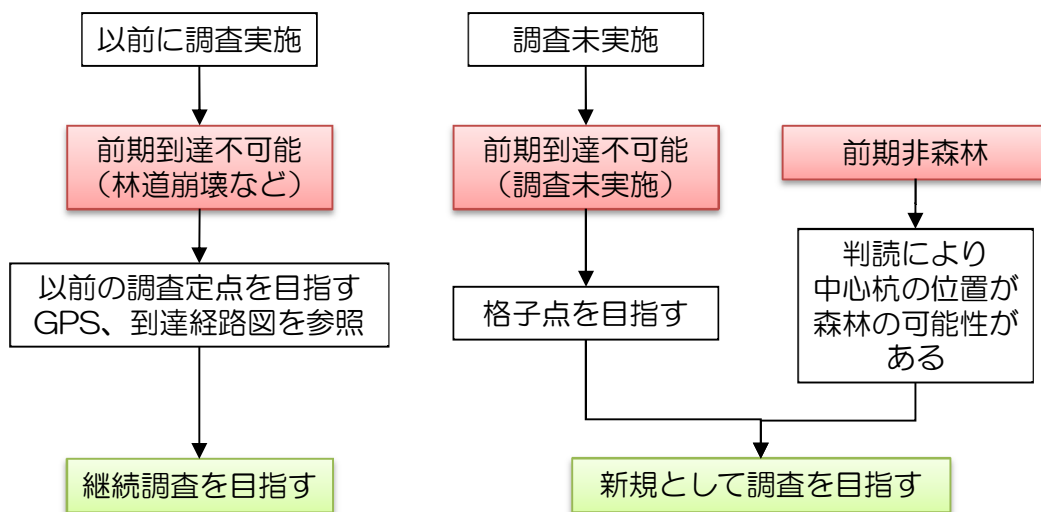 以前に調査実施
調査未実施
前期到達不可能
（林道崩壊など）
前期到達不可能
（調査未実施）
前期非森林
以前の調査定点を目指す
GPS、到達経路図を参照
格子点を目指す
判読により
中心杭の位置が
森林の可能性が
ある
継続調査を目指す
新規として調査を目指す